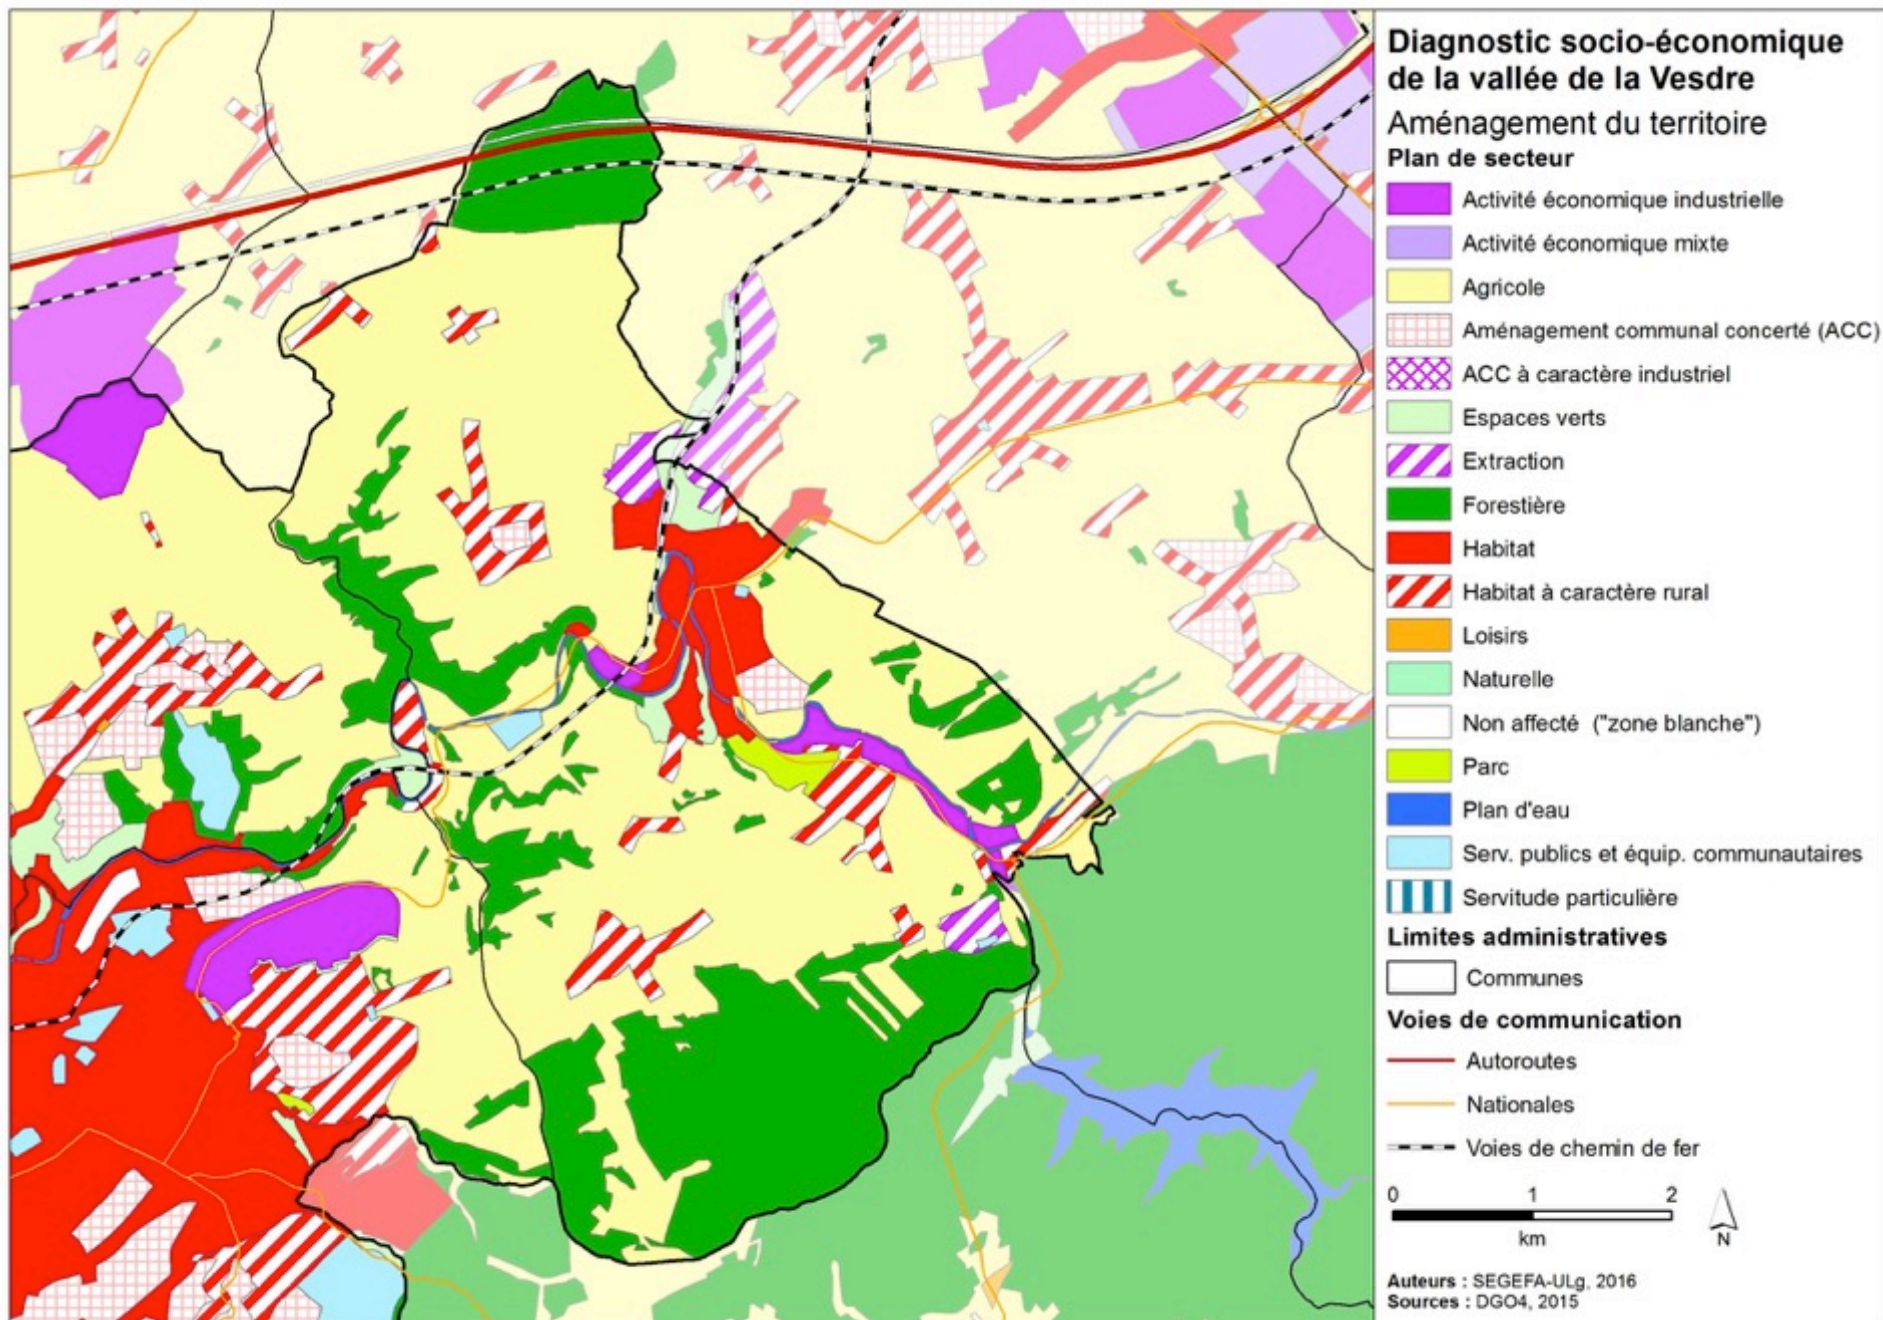 Diagnostic socio-économique
de la vallée de la Vesdre
Aménagement du territoire
Plan de secteur
Activité économique industrielle
Activité économique mixte
Agricole
Aménagement communal concerté (ACC)
ACC à caractère industriel
Espaces verts
Extraction
Forestière
Habitat
Habitat à caractère rural
Loisirs
Naturelle
Non affecté ("zone blanche")
Parc
Plan d'eau
Serv. publics et équip. communautaires
Servitude particulière
Limites administratives
Communes
Voies de communication
Autoroutes
Nationales
Voies de chemin de fer
0 1 2
km
N
Auteurs : SEGEFA-ULg, 2016
Sources : DGO4, 2015